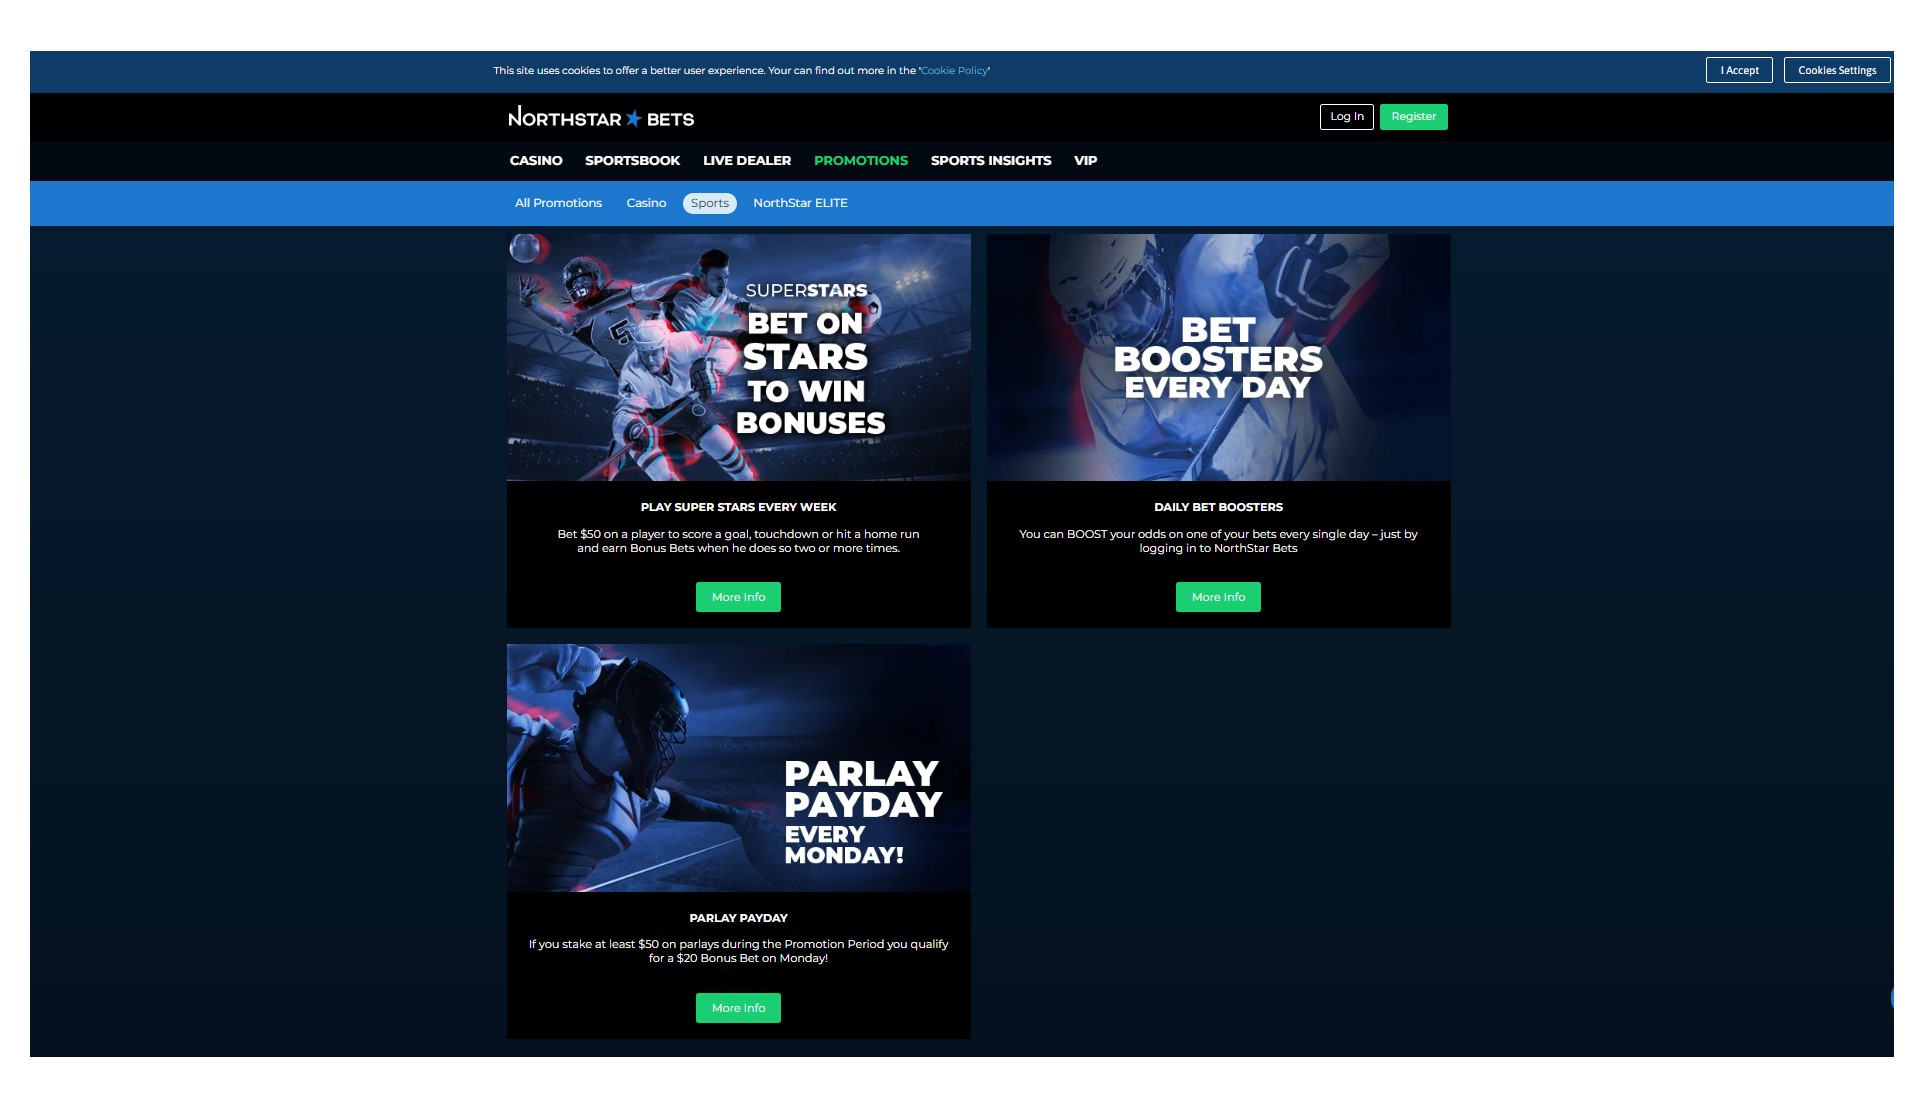 This site uses cookies to offer a better user experience. Your can find out more in the 'Cookie Policy'
I Accept
Cookies Settings
NORTHSTAR BETS
Log In
Register
CASINO
SPORTSBOOK
LIVE DEALER
PROMOTIONS
SPORTS INSIGHTS
VIP
All Promotions
Casino
Sports
NorthStar ELITE
SUPERSTARS
BET ON
STARS
TO WIN
BONUSES
5
PLAY SUPER STARS EVERY WEEK
Bet $50 on a player to score a goal, touchdown or hit a home run
and earn Bonus Bets when he does so two or more times.
More Info
BET
BOOSTERS
EVERY DAY
DAILY BET BOOSTERS
You can BOOST your odds on one of your bets every single day – just by
logging in to NorthStar Bets
More Info
PARLAY
PAYDAY
EVERY
MONDAY!
PARLAY PAYDAY
If you stake at least $50 on parlays during the Promotion Period you qualify
for a $20 Bonus Bet on Monday!
More Info